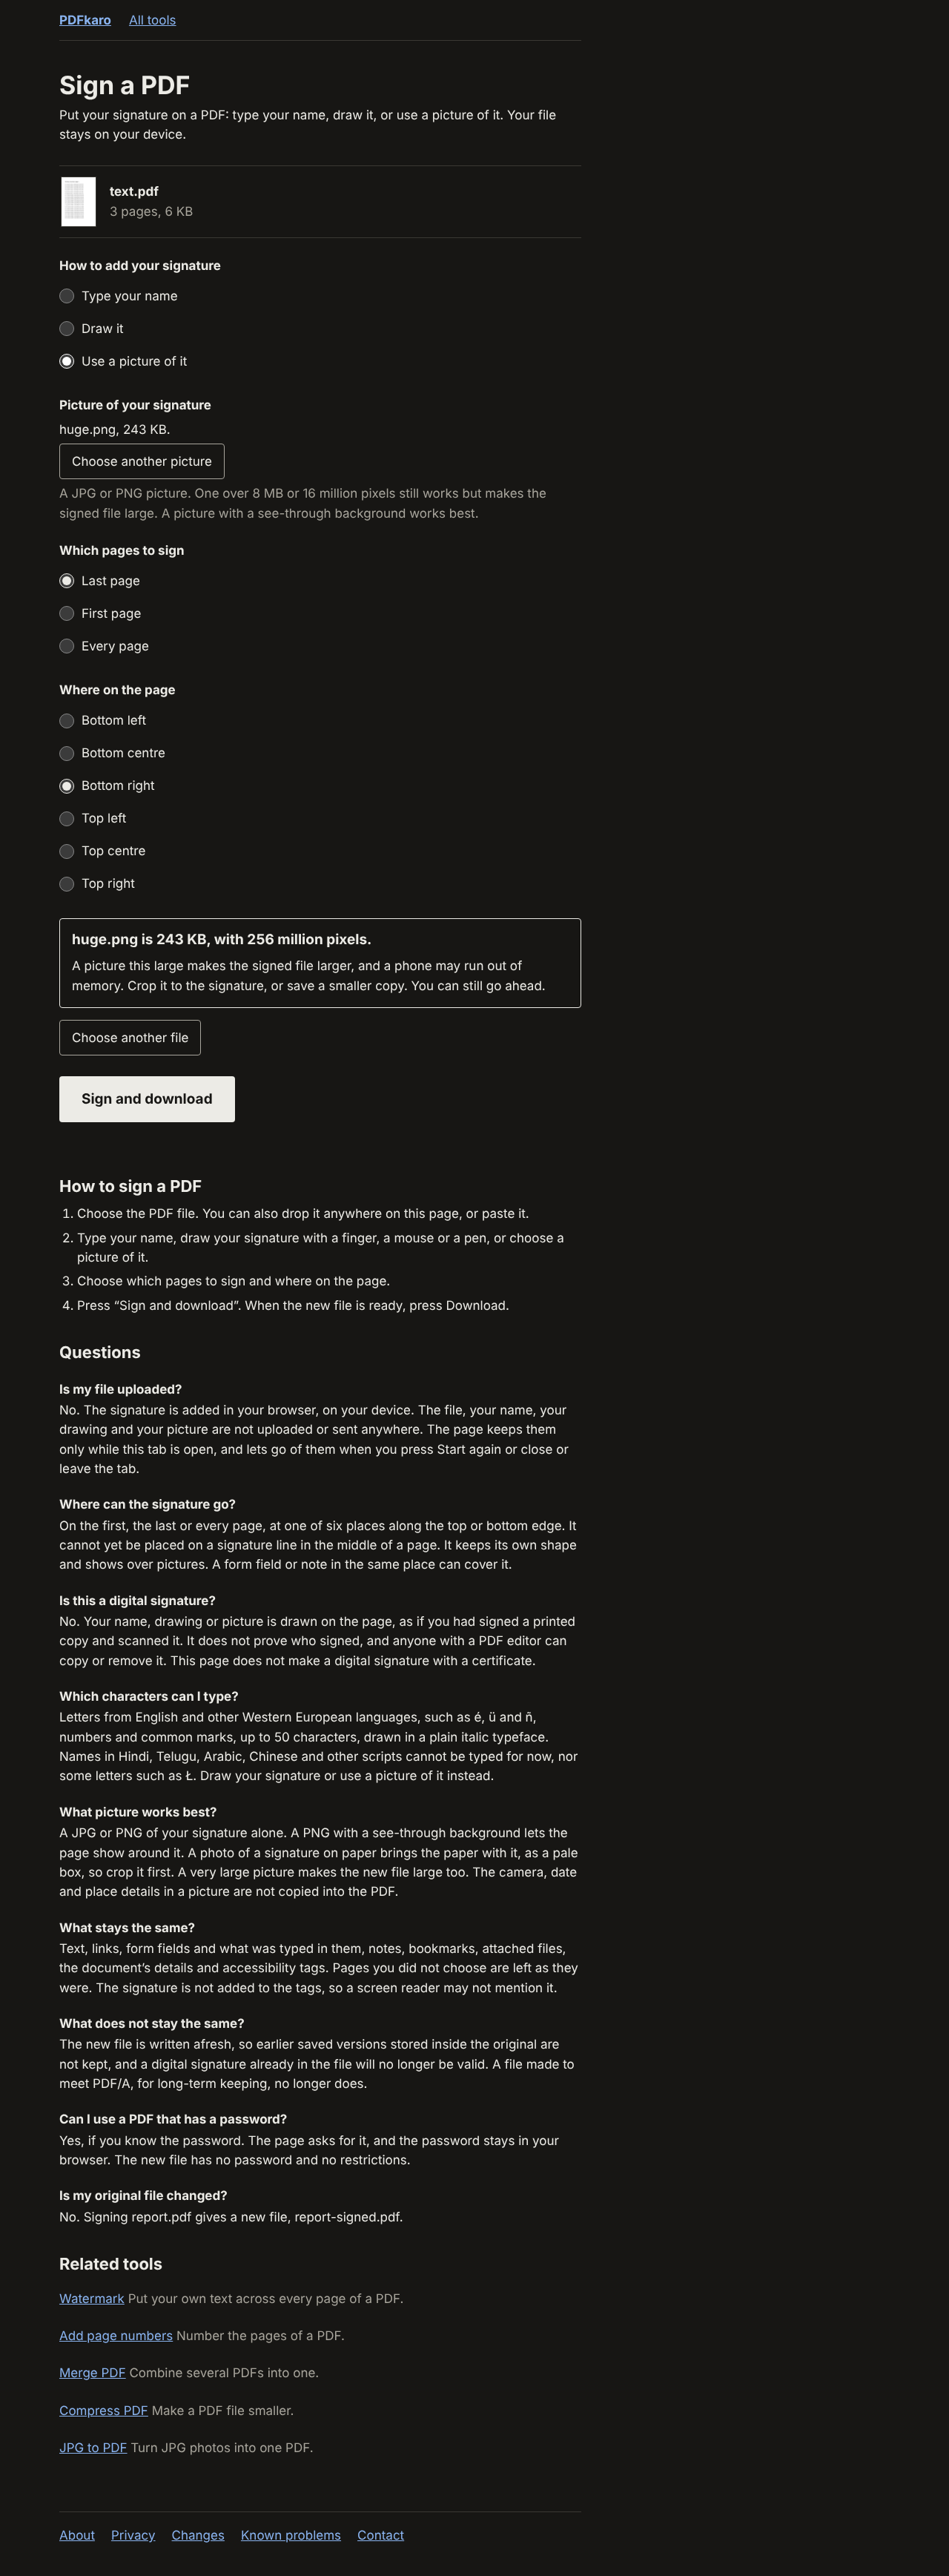 PDFkaro All tools
Sign a PDF
Put your signature on a PDF: type your name, draw it, or use a picture of it. Your file
stays on your device.
text.pdf
3 pages, 6 KB
How to add your signature
Type your name
Draw it
Use a picture of it
Picture of your signature
huge.png, 243 KB.
Choose another picture
A JPG or PNG picture. One over 8 MB or 16 million pixels still works but makes the
signed file large. A picture with a see-through background works best.
Which pages to sign
Last page
First page
Every page
Where on the page
Bottom left
Bottom centre
Bottom right
Top left
Top centre
Top right
huge.png is 243 KB, with 256 million pixels.
A picture this large makes the signed file larger, and a phone may run out of
memory. Crop it to the signature, or save a smaller copy. You can still go ahead.
Choose another file
Sign and download
How to sign a PDF
1. Choose the PDF file. You can also drop it anywhere on this page, or paste it.
2. Type your name, draw your signature with a finger, a mouse or a pen, or choose a
picture of it.
3. Choose which pages to sign and where on the page.
4. Press “Sign and download”. When the new file is ready, press Download.
Questions
Is my file uploaded?
No. The signature is added in your browser, on your device. The file, your name, your
drawing and your picture are not uploaded or sent anywhere. The page keeps them
only while this tab is open, and lets go of them when you press Start again or close or
leave the tab.
Where can the signature go?
On the first, the last or every page, at one of six places along the top or bottom edge. It
cannot yet be placed on a signature line in the middle of a page. It keeps its own shape
and shows over pictures. A form field or note in the same place can cover it.
Is this a digital signature?
No. Your name, drawing or picture is drawn on the page, as if you had signed a printed
copy and scanned it. It does not prove who signed, and anyone with a PDF editor can
copy or remove it. This page does not make a digital signature with a certificate.
Which characters can I type?
Letters from English and other Western European languages, such as é, ü and ñ,
numbers and common marks, up to 50 characters, drawn in a plain italic typeface.
Names in Hindi, Telugu, Arabic, Chinese and other scripts cannot be typed for now, nor
some letters such as Ł. Draw your signature or use a picture of it instead.
What picture works best?
A JPG or PNG of your signature alone. A PNG with a see-through background lets the
page show around it. A photo of a signature on paper brings the paper with it, as a pale
box, so crop it first. A very large picture makes the new file large too. The camera, date
and place details in a picture are not copied into the PDF.
What stays the same?
Text, links, form fields and what was typed in them, notes, bookmarks, attached files,
the document’s details and accessibility tags. Pages you did not choose are left as they
were. The signature is not added to the tags, so a screen reader may not mention it.
What does not stay the same?
The new file is written afresh, so earlier saved versions stored inside the original are
not kept, and a digital signature already in the file will no longer be valid. A file made to
meet PDF/A, for long-term keeping, no longer does.
Can I use a PDF that has a password?
Yes, if you know the password. The page asks for it, and the password stays in your
browser. The new file has no password and no restrictions.
Is my original file changed?
No. Signing report.pdf gives a new file, report-signed.pdf.
Related tools
Watermark Put your own text across every page of a PDF.
Add page numbers Number the pages of a PDF.
Merge PDF Combine several PDFs into one.
Compress PDF Make a PDF file smaller.
JPG to PDF Turn JPG photos into one PDF.
About Privacy Changes Known problems Contact